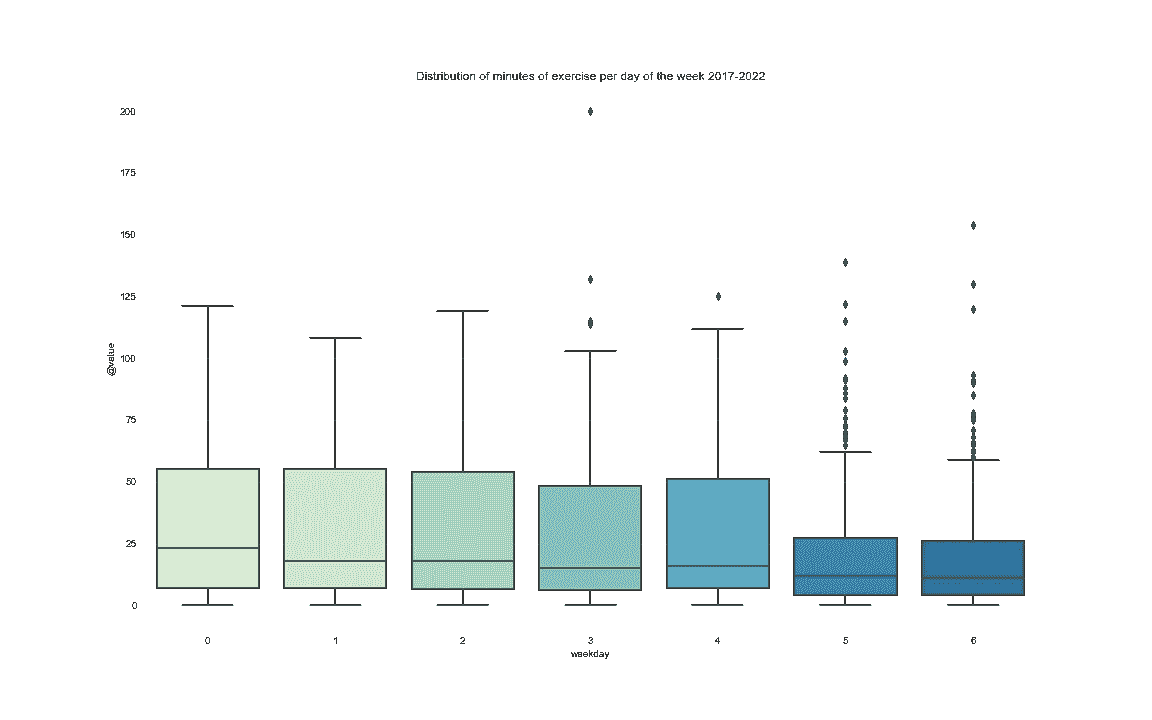 Distribution of minutes of exercise per day of the week 2017-2022
200
175
150
125
100
@value
75
50
25
0
0 1 2 3 4 5 6
weekday